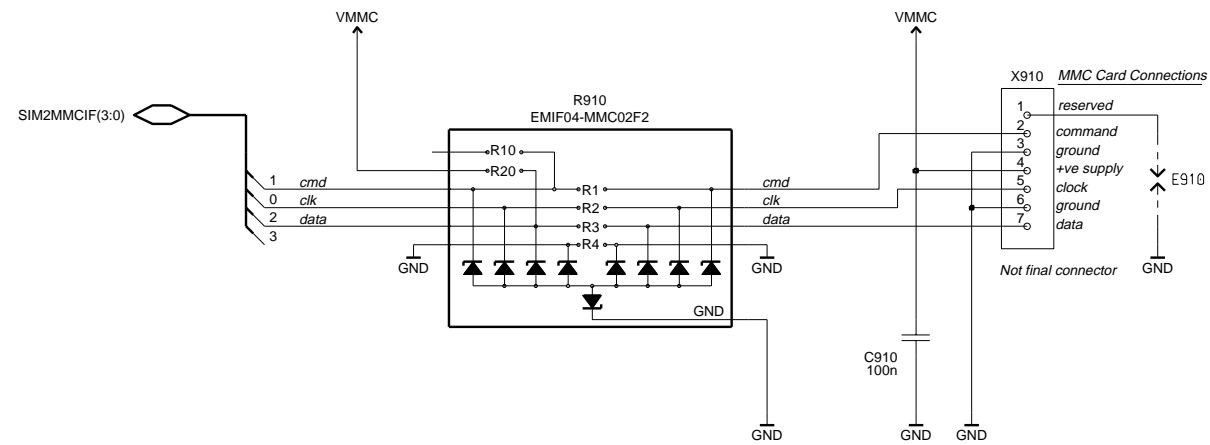 VMMC
VMMC
X910
MMC Card Connections
SIM2MMCIF(3:0)
R910
EMIF04-MMC02F2
1
reserved
2
command
3
ground
4
+ve supply
5
clock
6
ground
7
data
E910
R10
R20
1
cmd
R1
cmd
0
clk
R2
clk
2
data
R3
data
3
R4
GND
GND
GND
Not final connector
GND
C910
100n
GND
GND
GND